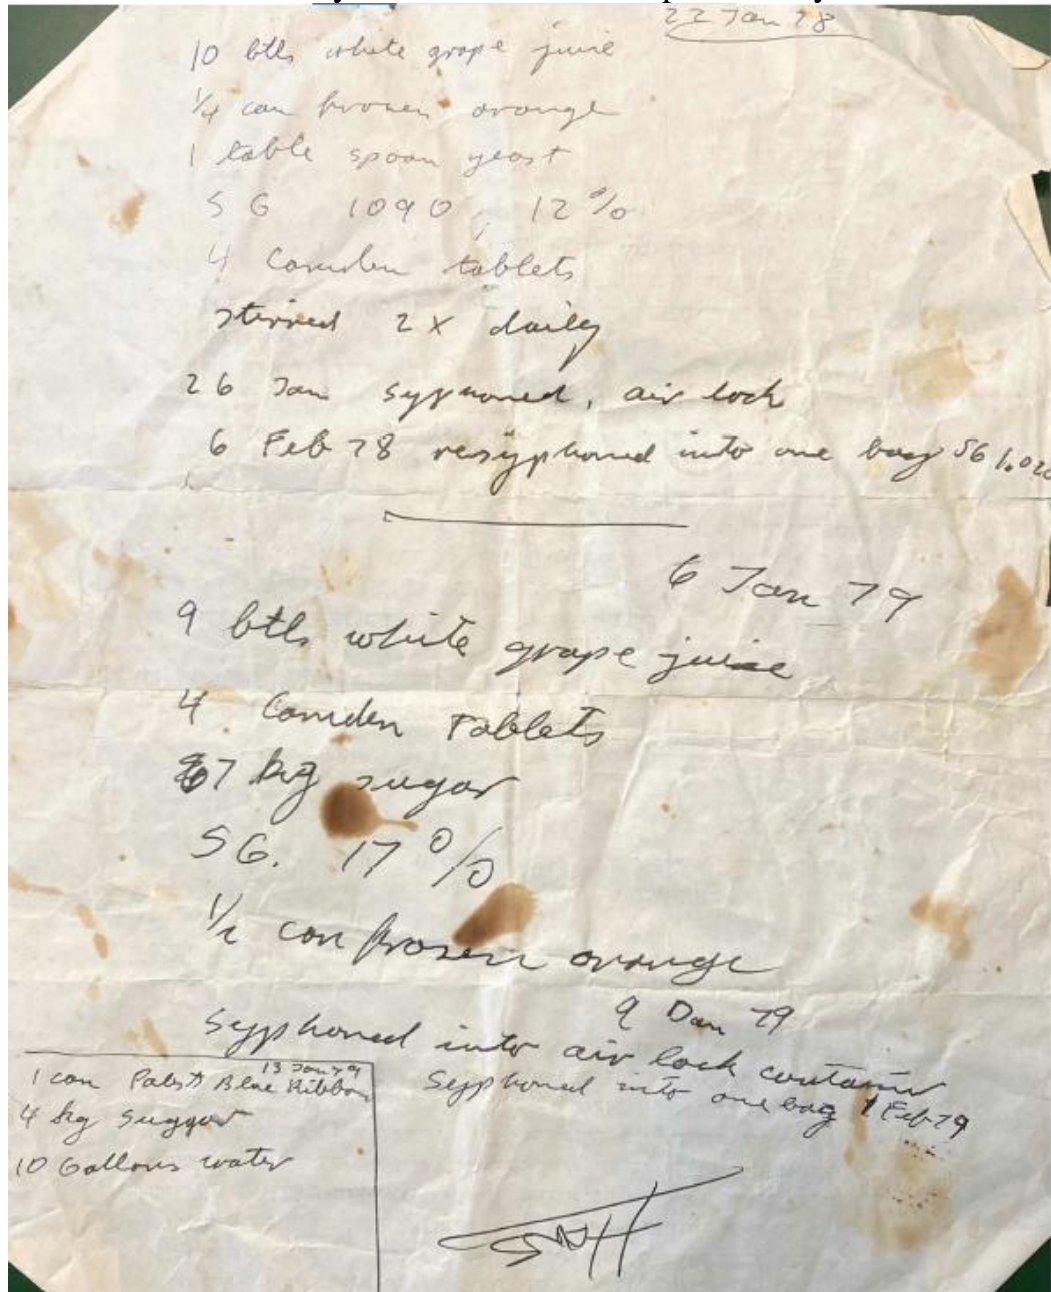 22 Jan 78
10 btls white grape juice
1/4 can frozen orange
1 table spoon yeast
SG 1090, 12%
4 Camden tablets
stirred 2x daily
26 Jan syphoned, air lock
6 Feb 78 resyphoned into one bag SG 1.020
6 Jan 79
9 btls white grape juice
4 Camden Tablets
7 kg sugar
SG. 17%
1/2 can frozen orange
9 Jan 79
Syphoned into air lock container
Syphoned into one bag 1 Feb 79
13 Jan 79
1 can Pabst Blue Ribbon
4 kg Suggar
10 Gallons water